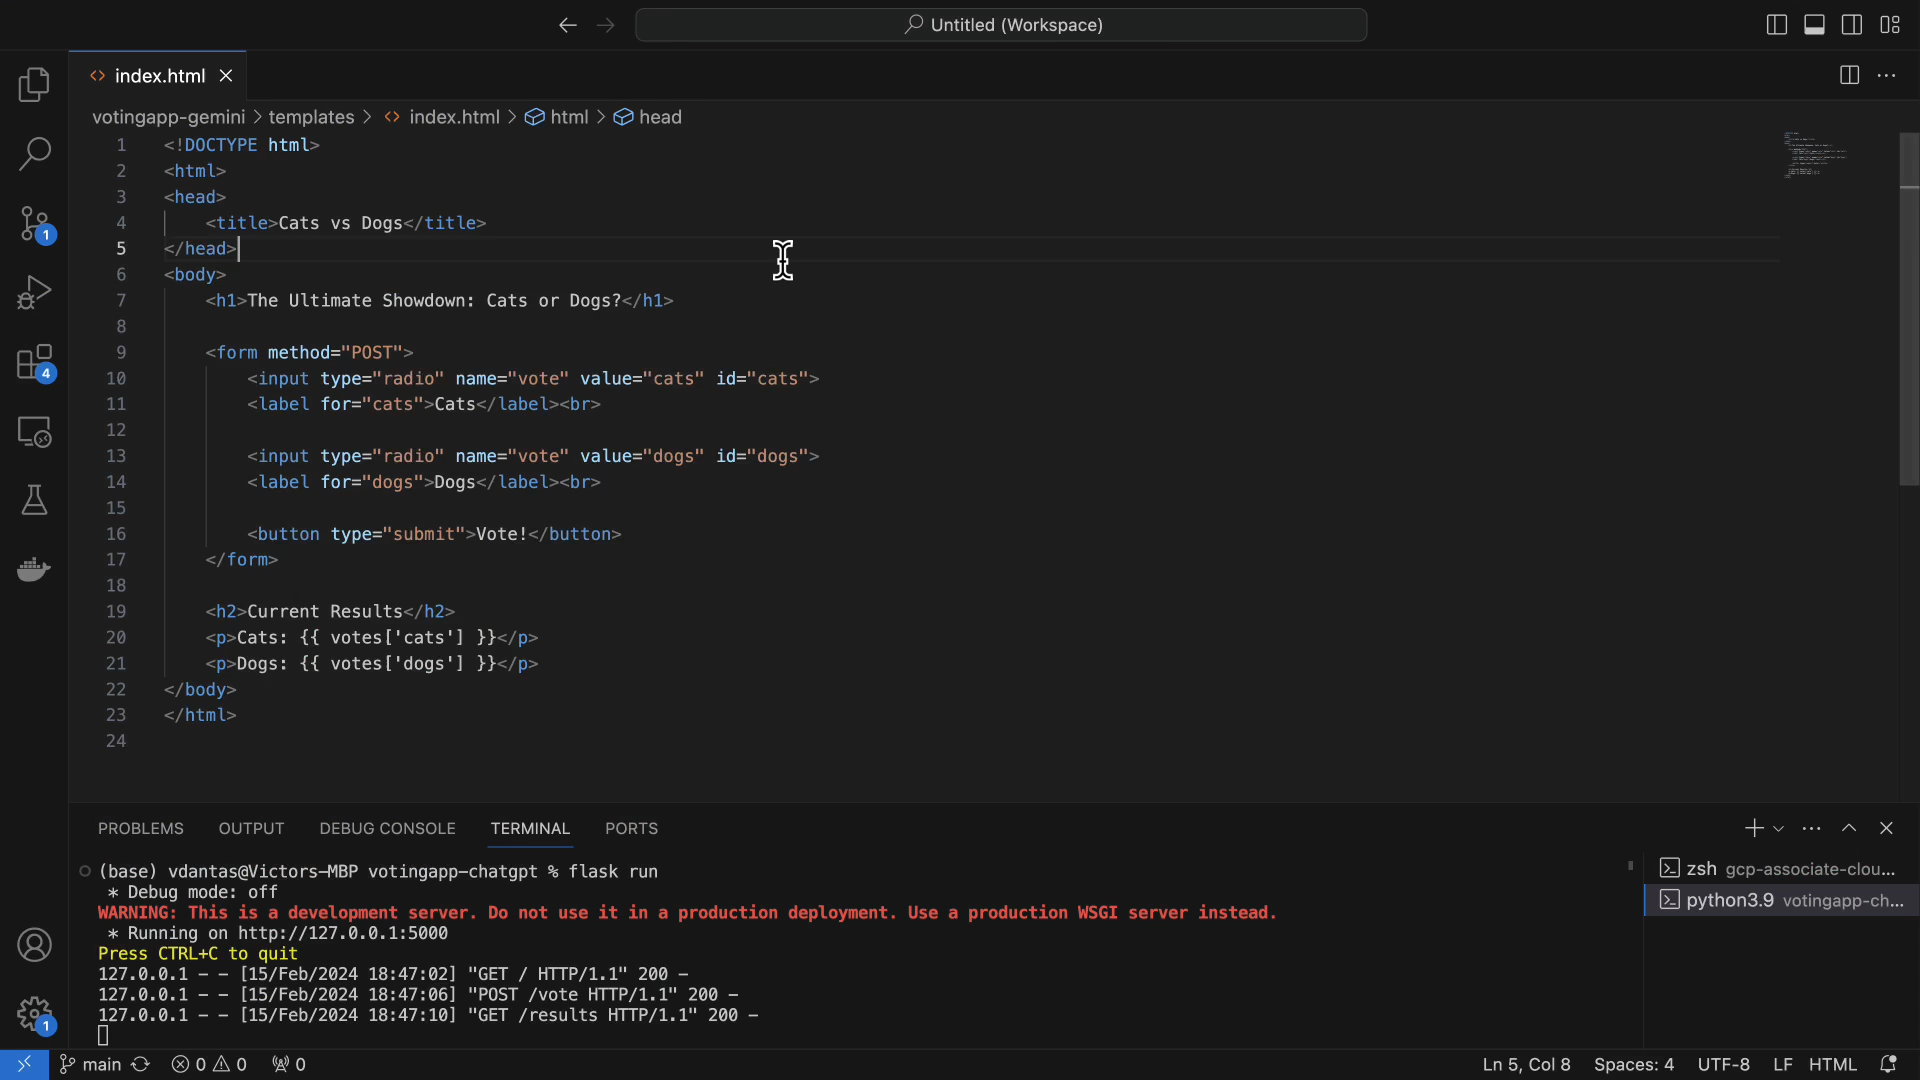 Untitled (Workspace)
index.html
votingapp-gemini > templates > index.html > html > head
1 <!DOCTYPE html>
2 <html>
3 <head>
4     <title>Cats vs Dogs</title>
5 </head>
6 <body>
7     <h1>The Ultimate Showdown: Cats or Dogs?</h1>
8
9     <form method="POST">
10         <input type="radio" name="vote" value="cats" id="cats">
11         <label for="cats">Cats</label><br>
12
13         <input type="radio" name="vote" value="dogs" id="dogs">
14         <label for="dogs">Dogs</label><br>
15
16         <button type="submit">Vote!</button>
17     </form>
18
19     <h2>Current Results</h2>
20     <p>Cats: {{ votes['cats'] }}</p>
21     <p>Dogs: {{ votes['dogs'] }}</p>
22 </body>
23 </html>
24
1
4
1
PROBLEMS OUTPUT DEBUG CONSOLE TERMINAL PORTS
(base) vdantas@Victors-MBP votingapp-chatgpt % flask run
 * Debug mode: off
WARNING: This is a development server. Do not use it in a production deployment. Use a production WSGI server instead.
 * Running on http://127.0.0.1:5000
Press CTRL+C to quit
127.0.0.1 - - [15/Feb/2024 18:47:02] "GET / HTTP/1.1" 200 -
127.0.0.1 - - [15/Feb/2024 18:47:06] "POST /vote HTTP/1.1" 200 -
127.0.0.1 - - [15/Feb/2024 18:47:10] "GET /results HTTP/1.1" 200 -
zsh gcp-associate-clou...
python3.9 votingapp-ch...
main 0 0 0 Ln 5, Col 8 Spaces: 4 UTF-8 LF HTML